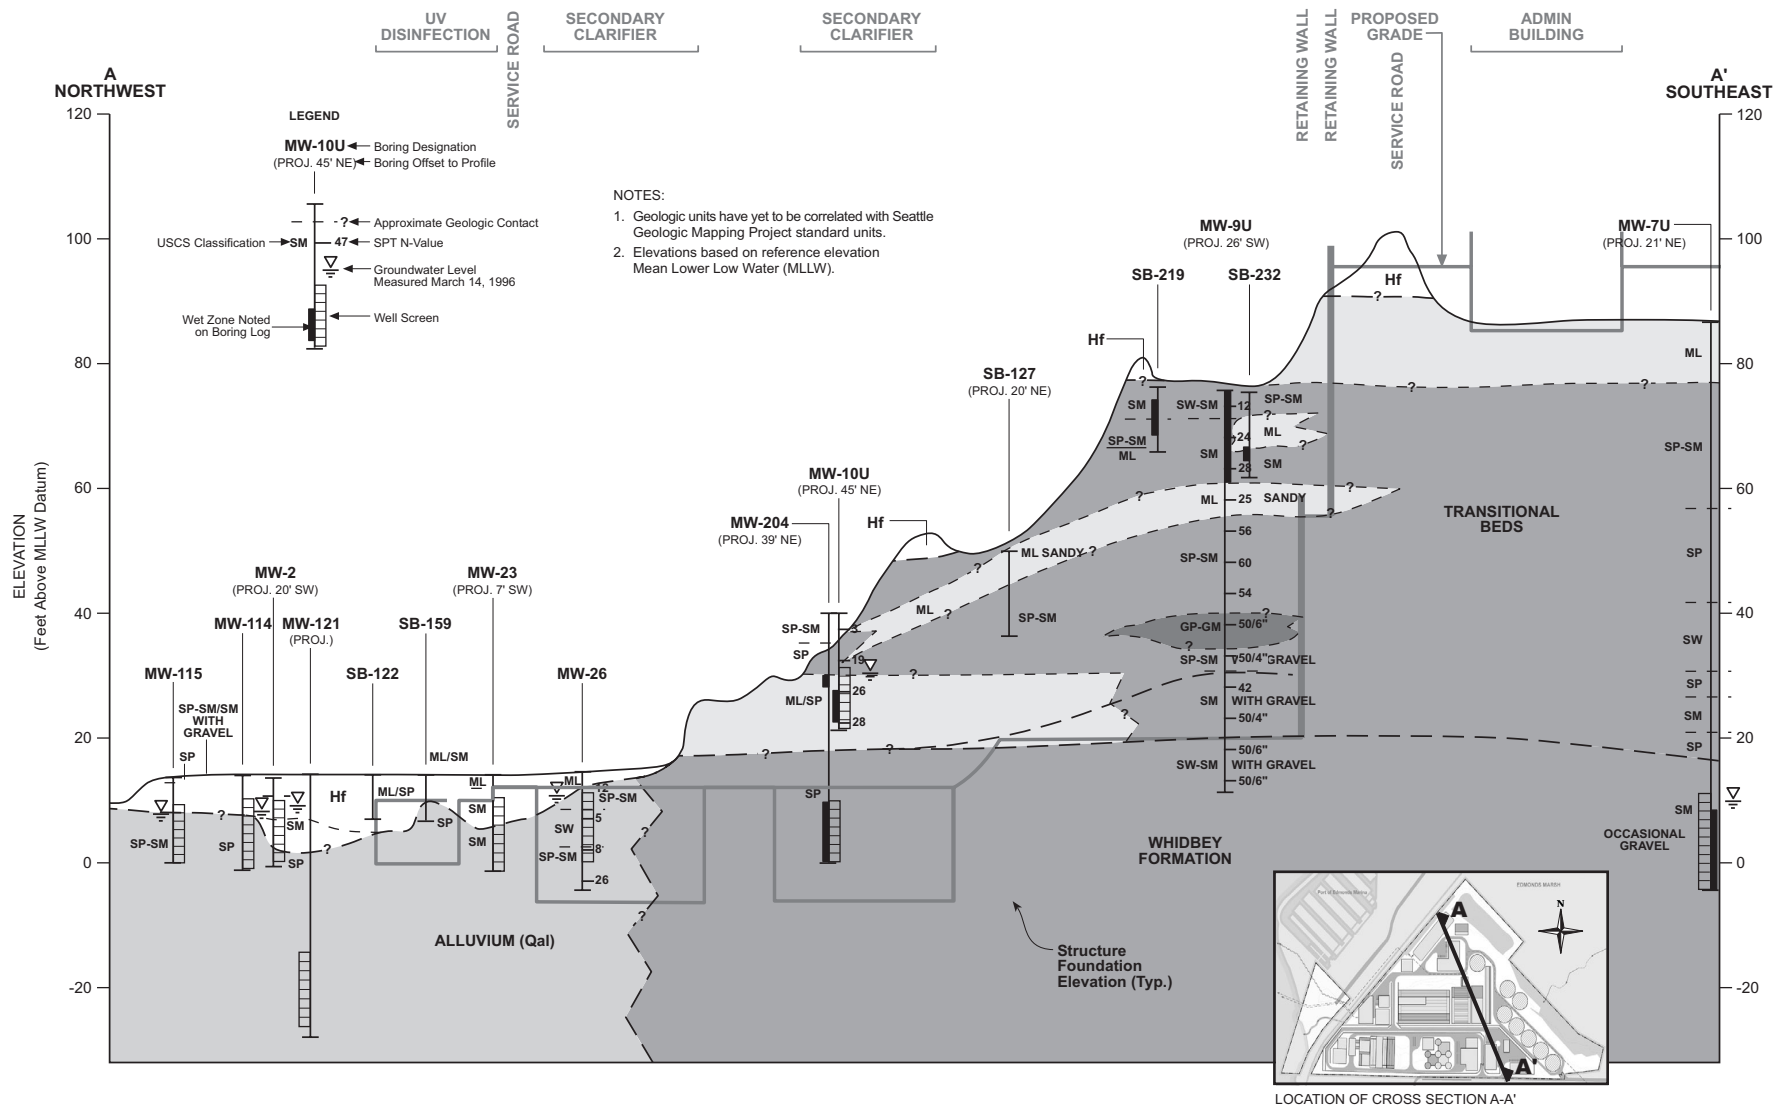 UV
DISINFECTION
SERVICE ROAD
SECONDARY
CLARIFIER
SECONDARY
CLARIFIER
RETAINING WALL
RETAINING WALL
PROPOSED
GRADE
SERVICE ROAD
ADMIN
BUILDING
A
NORTHWEST
A'
SOUTHEAST
ELEVATION
(Feet Above MLLW Datum)
120
100
80
60
40
20
0
-20
120
100
80
60
40
20
0
-20
LEGEND
MW-10U
(PROJ. 45' NE)
Boring Designation
Boring Offset to Profile
?
Approximate Geologic Contact
USCS Classification
SM
47
SPT N-Value
Groundwater Level
Measured March 14, 1996
Wet Zone Noted
on Boring Log
Well Screen
NOTES:
1. Geologic units have yet to be correlated with Seattle
Geologic Mapping Project standard units.
2. Elevations based on reference elevation
Mean Lower Low Water (MLLW).
MW-115
SP-SM/SM
WITH
GRAVEL
SP
SP-SM
MW-114
SP
MW-2
(PROJ. 20' SW)
SM
SP
MW-121
(PROJ.)
Hf
?
?
SB-122
ML/SP
SB-159
ML/SM
SP
MW-23
(PROJ. 7' SW)
ML
SM
SM
MW-26
ML
12
SP-SM
5
SW
8
SP-SM
26
?
?
?
ALLUVIUM (Qal)
MW-204
(PROJ. 39' NE)
MW-10U
(PROJ. 45' NE)
SP-SM
3
SP
19
26
ML/SP
28
SP
Hf
ML
?
?
?
?
?
?
SB-127
(PROJ. 20' NE)
ML SANDY ?
SP-SM
Hf
?
SB-219
SM
SP-SM
ML
MW-9U
(PROJ. 26' SW)
SB-232
SW-SM
12
SP-SM
?
24
ML
?
SM
28
SM
?
ML
25
SANDY
?
?
56
SP-SM
60
54
?
GP-GM
50/6"
?
SP-SM
50/4"
GRAVEL
42
SM
WITH GRAVEL
50/4"
50/6"
SW-SM
WITH GRAVEL
50/6"
Hf
?
?
?
MW-7U
(PROJ. 21' NE)
ML
SP-SM
TRANSITIONAL
BEDS
SP
SW
SP
SM
SP
SM
OCCASIONAL
GRAVEL
WHIDBEY
FORMATION
Structure
Foundation
Elevation (Typ.)
Port of Edmonds Marina
EDMONDS MARSH
N
A
A'
LOCATION OF CROSS SECTION A-A'